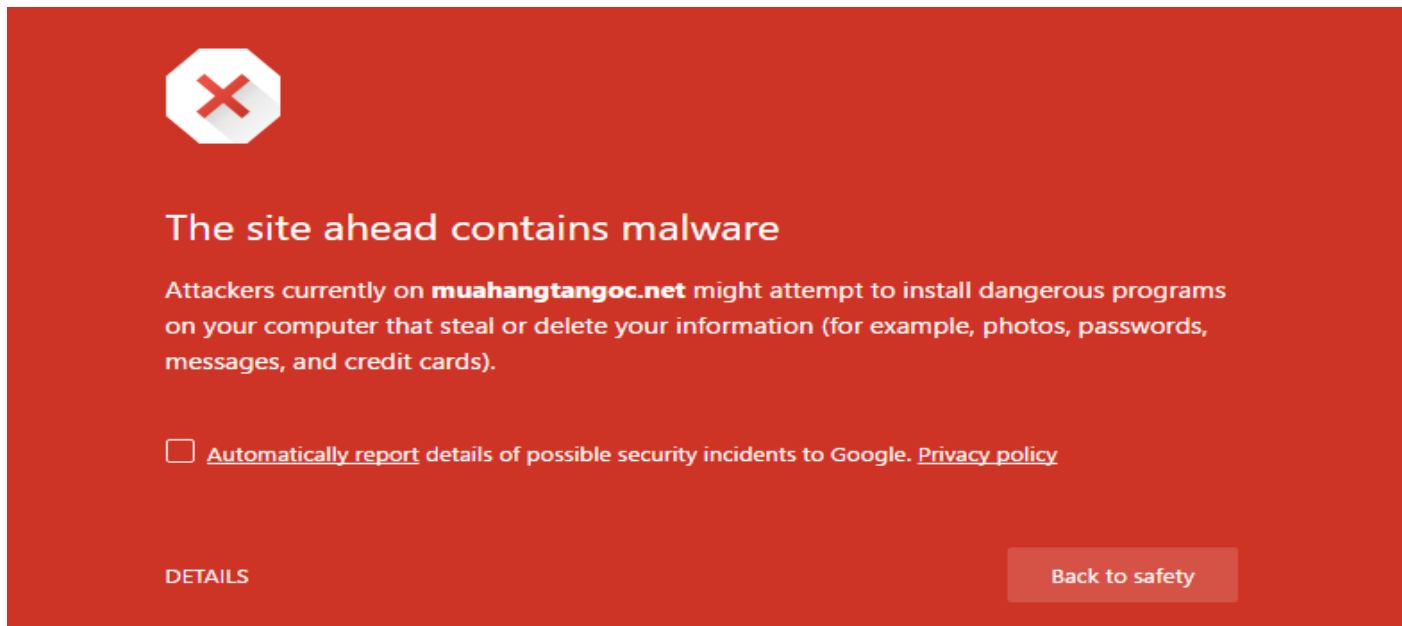 The site ahead contains malware
Attackers currently on muahangtangoc.net might attempt to install dangerous programs
on your computer that steal or delete your information (for example, photos, passwords,
messages, and credit cards).
Automatically report details of possible security incidents to Google. Privacy policy
DETAILS
Back to safety